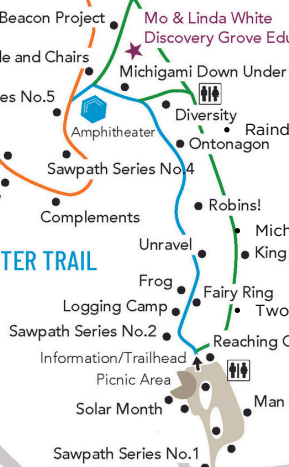 Beacon Project
Mo & Linda White
Discovery Grove Edu
le and Chairs
Michigami Down Under
es No.5
Diversity
Amphitheater
Raind
Ontonagon
Sawpath Series No.4
Robins!
Complements
Mich
Unravel
King
TER TRAIL
Frog
Fairy Ring
Logging Camp
Two
Sawpath Series No.2
Reaching
Information/Trailhead
Picnic Area
Solar Month
Man
Sawpath Series No.1